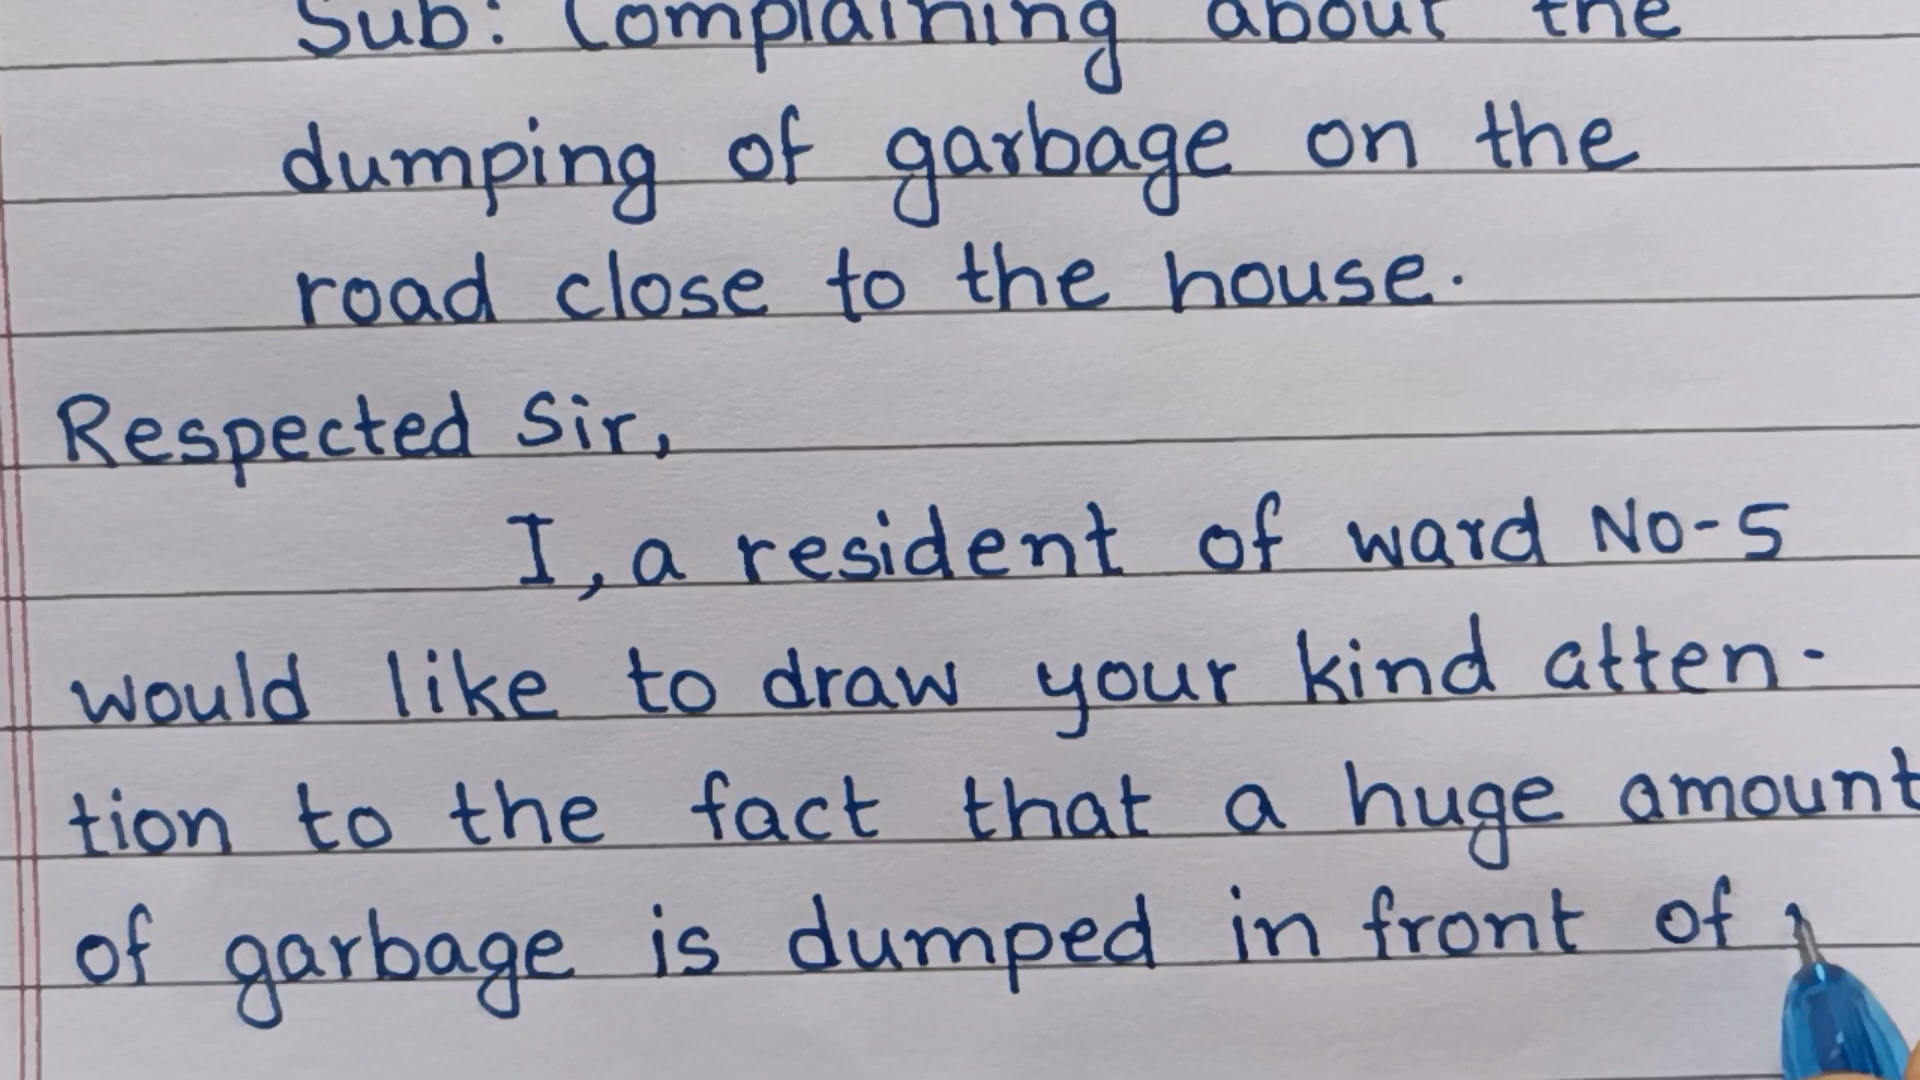 Sub: Complaining about the
dumping of garbage on the
road close to the house.
Respected Sir,
I, a resident of ward No-5
would like to draw your kind atten-
tion to the fact that a huge amount
of garbage is dumped in front of